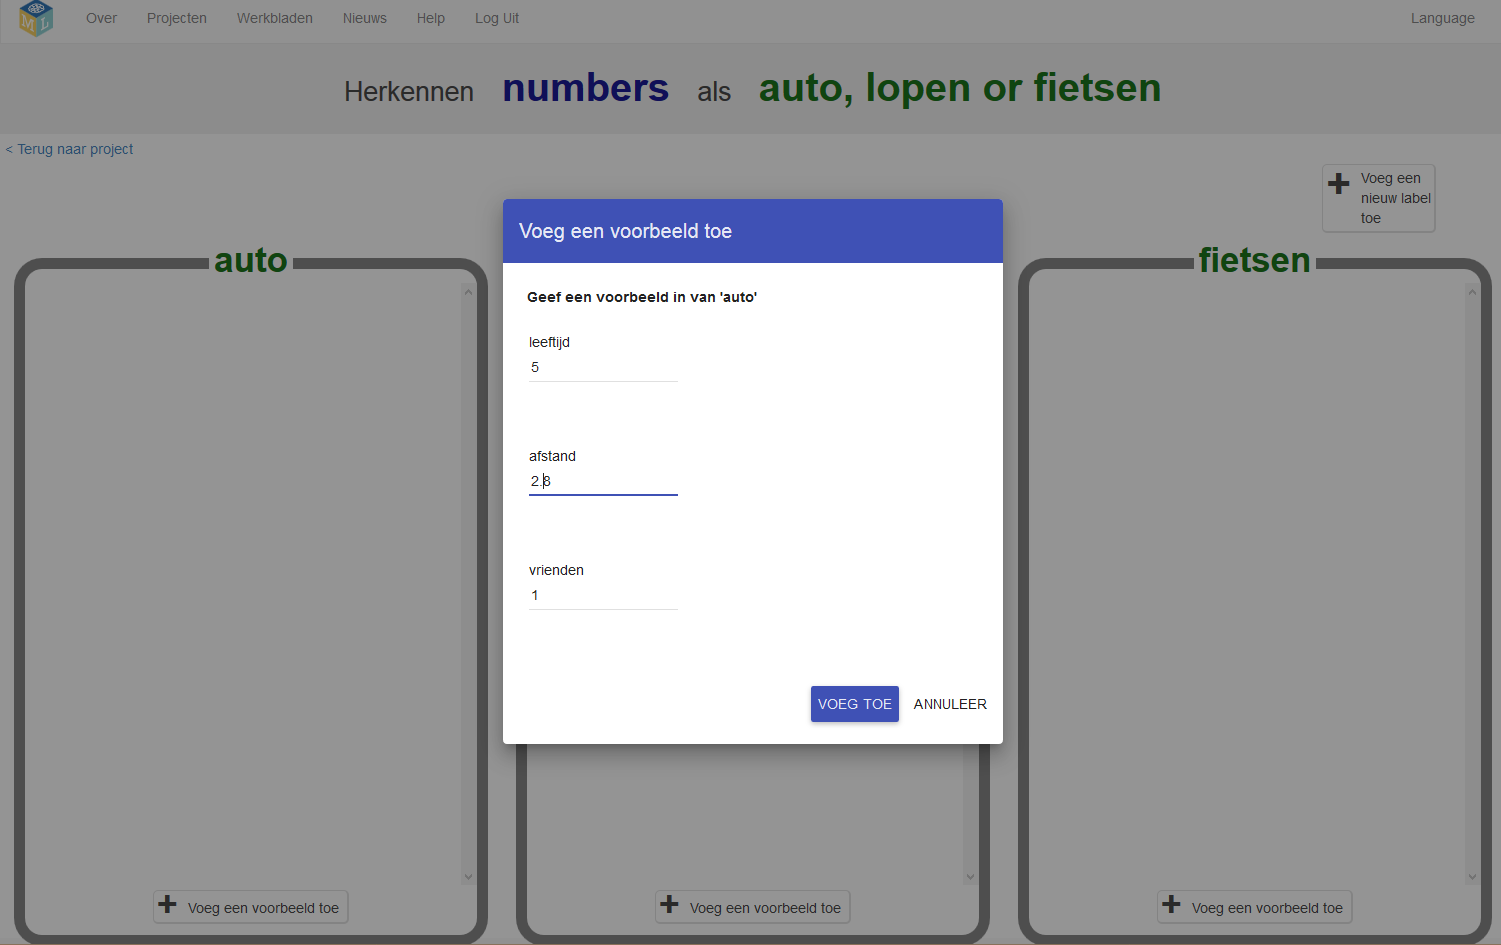 M L
Over Projecten Werkbladen Nieuws Help Log Uit Language
Herkennen numbers als auto, lopen or fietsen
< Terug naar project
Voeg een
nieuw label
toe
auto
fietsen
Voeg een voorbeeld toe
Geef een voorbeeld in van 'auto'
leeftijd
5
afstand
2.8
vrienden
1
VOEG TOE ANNULEER
Voeg een voorbeeld toe
Voeg een voorbeeld toe
Voeg een voorbeeld toe